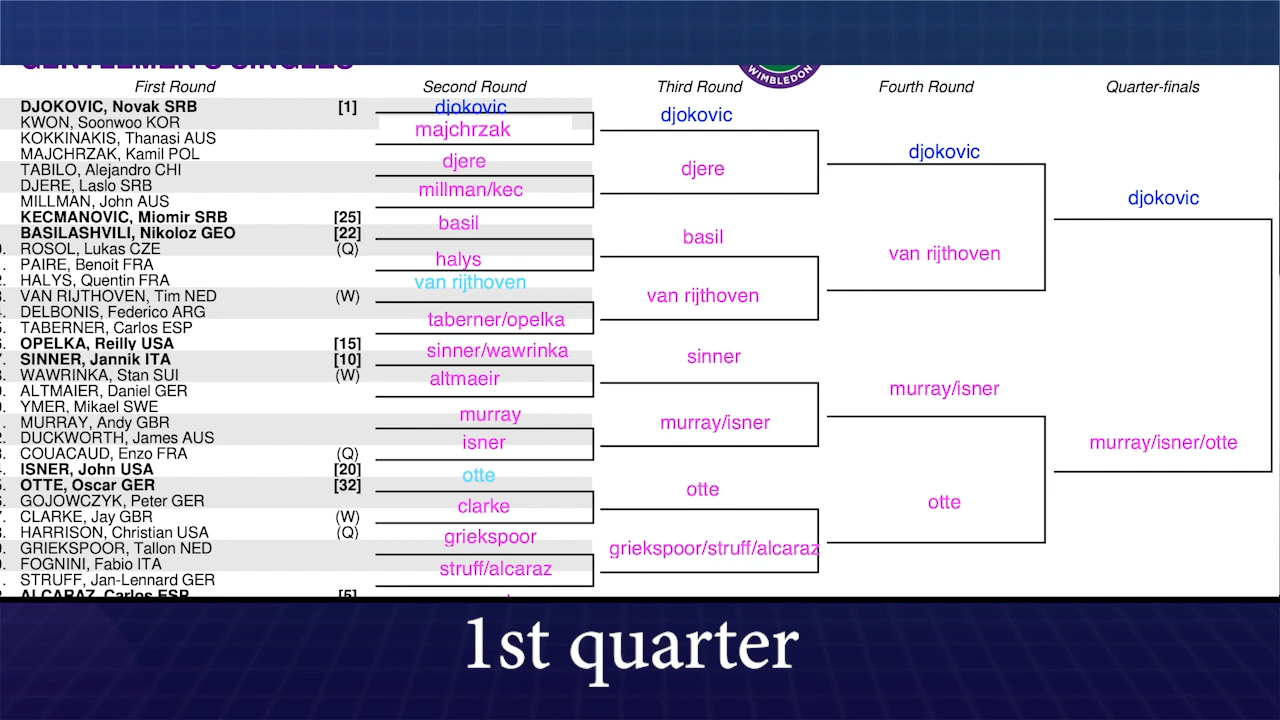 GENTLEMEN'S SINGLES
WIMBLEDON
First Round Second Round Third Round Fourth Round Quarter-finals
DJOKOVIC, Novak SRB [1]
KWON, Soonwoo KOR
KOKKINAKIS, Thanasi AUS
MAJCHRZAK, Kamil POL
TABILO, Alejandro CHI
DJERE, Laslo SRB
MILLMAN, John AUS
KECMANOVIC, Miomir SRB [25]
BASILASHVILI, Nikoloz GEO [22]
ROSOL, Lukas CZE (Q)
PAIRE, Benoit FRA
HALYS, Quentin FRA
VAN RIJTHOVEN, Tim NED (W)
DELBONIS, Federico ARG
TABERNER, Carlos ESP
OPELKA, Reilly USA [15]
SINNER, Jannik ITA [10]
WAWRINKA, Stan SUI (W)
ALTMAIER, Daniel GER
YMER, Mikael SWE
MURRAY, Andy GBR
DUCKWORTH, James AUS
COUACAUD, Enzo FRA (Q)
ISNER, John USA [20]
OTTE, Oscar GER [32]
GOJOWCZYK, Peter GER
CLARKE, Jay GBR (W)
HARRISON, Christian USA (Q)
GRIEKSPOOR, Tallon NED
FOGNINI, Fabio ITA
STRUFF, Jan-Lennard GER
ALCARAZ, Carlos ESP [5]
djokovic
majchrzak
djere
millman/kec
basil
halys
van rijthoven
taberner/opelka
sinner/wawrinka
altmaeir
murray
isner
otte
clarke
griekspoor
struff/alcaraz
djokovic
djere
basil
van rijthoven
sinner
murray/isner
otte
griekspoor/struff/alcaraz
djokovic
van rijthoven
murray/isner
otte
djokovic
murray/isner/otte
1st quarter